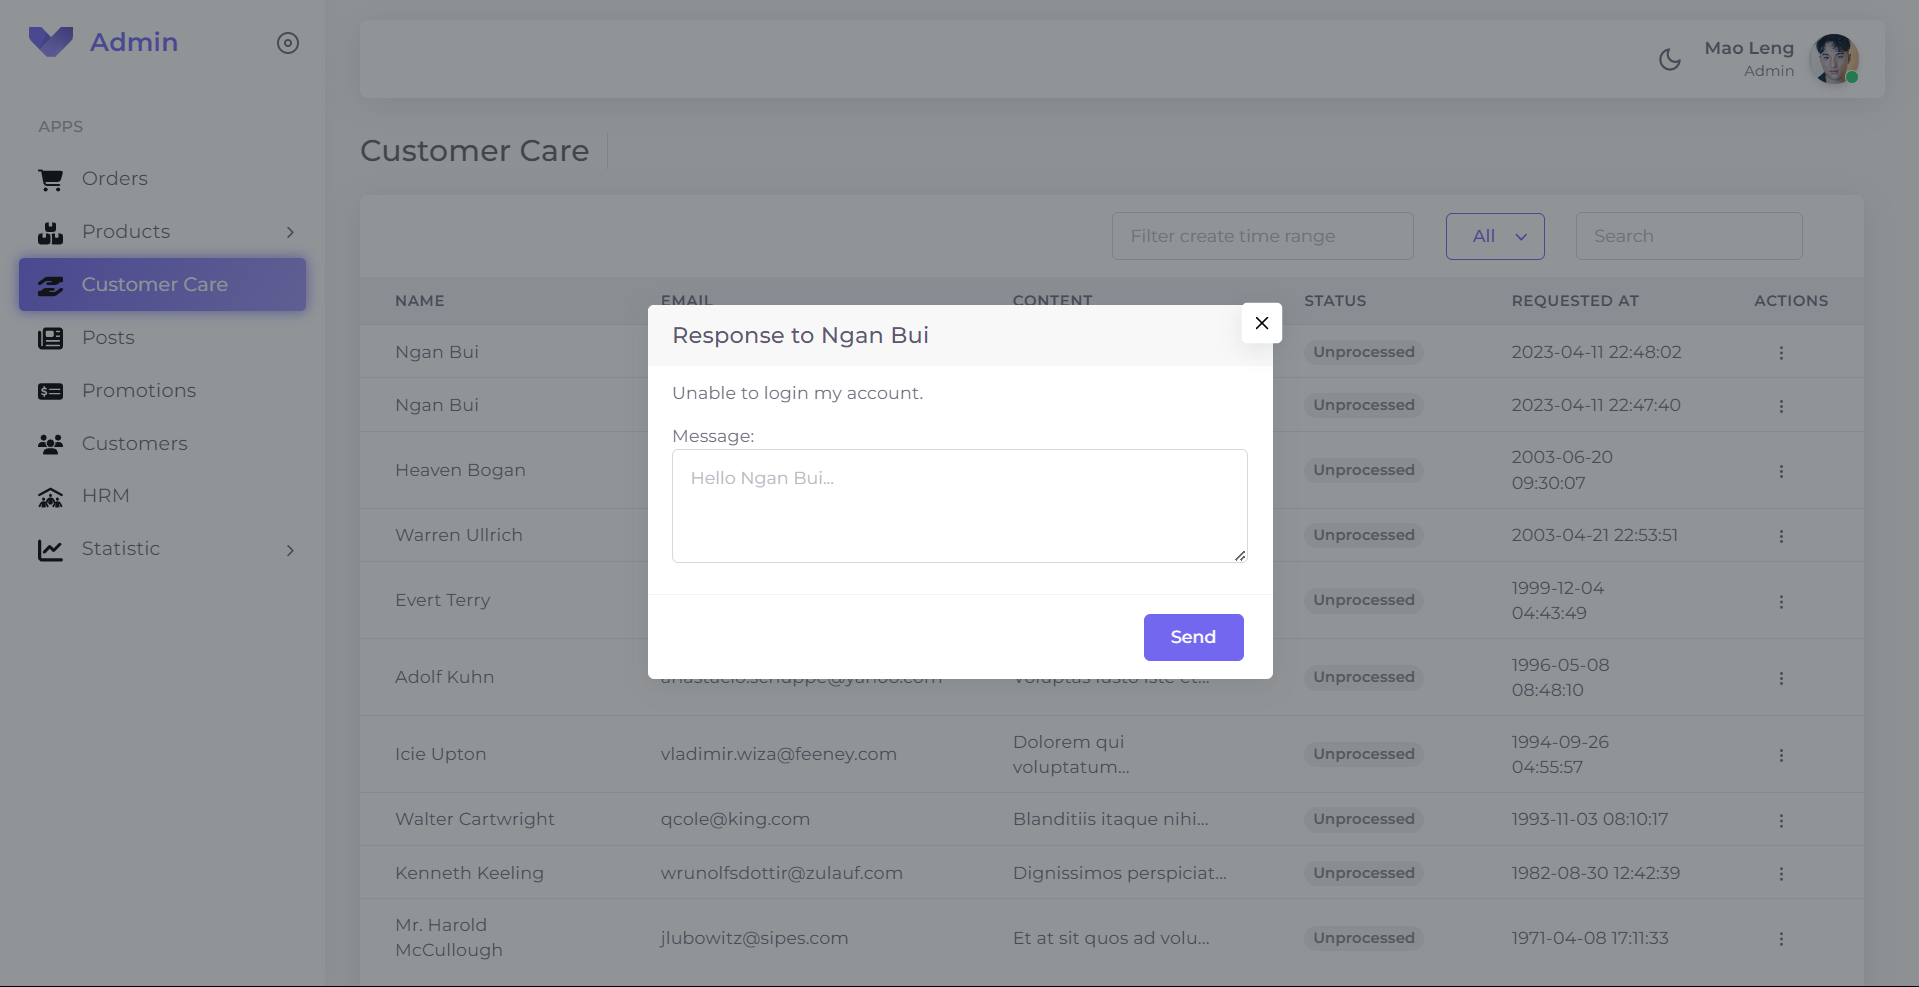 Admin
Mao Leng
Admin
APPS
Orders
Products
Customer Care
Posts
Promotions
Customers
HRM
Statistic
Customer Care
Filter create time range
All
Search
NAME EMAIL CONTENT STATUS REQUESTED AT ACTIONS
Response to Ngan Bui
Unable to login my account.
Message:
Hello Ngan Bui...
Send
Ngan Bui Unprocessed 2023-04-11 22:48:02
Ngan Bui Unprocessed 2023-04-11 22:47:40
Heaven Bogan Unprocessed 2003-06-20
09:30:07
Warren Ullrich Unprocessed 2003-04-21 22:53:51
Evert Terry Unprocessed 1999-12-04
04:43:49
Adolf Kuhn Unprocessed 1996-05-08
08:48:10
Icie Upton vladimir.wiza@feeney.com Dolorem qui
voluptatum... Unprocessed 1994-09-26
04:55:57
Walter Cartwright qcole@king.com Blanditiis itaque nihi... Unprocessed 1993-11-03 08:10:17
Kenneth Keeling wrunolfsdottir@zulauf.com Dignissimos perspiciat... Unprocessed 1982-08-30 12:42:39
Mr. Harold
McCullough jlubowitz@sipes.com Et at sit quos ad volu... Unprocessed 1971-04-08 17:11:33